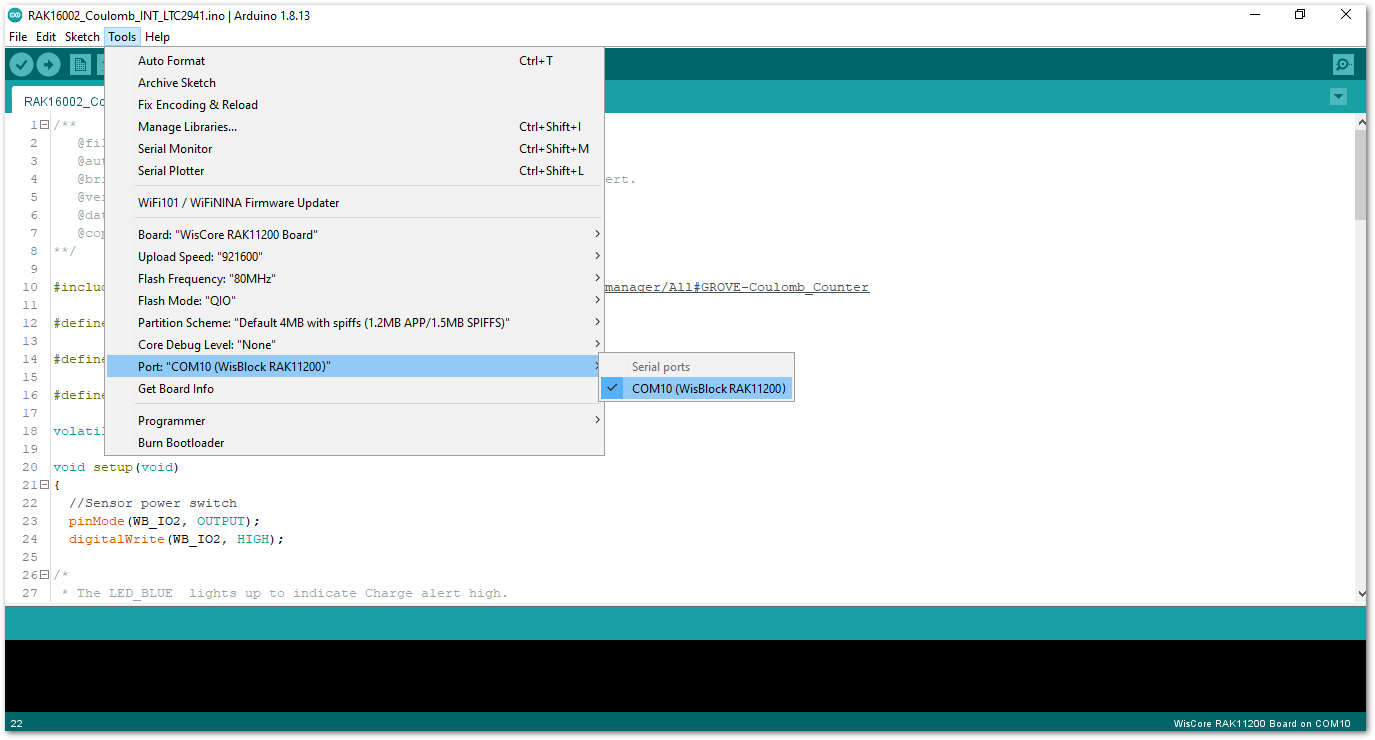 RAK16002_Coulomb_INT_LTC2941.ino | Arduino 1.8.13
File Edit Sketch Tools Help
Auto Format Ctrl+T
Archive Sketch
Fix Encoding & Reload
Manage Libraries... Ctrl+Shift+I
Serial Monitor Ctrl+Shift+M
Serial Plotter Ctrl+Shift+L
WiFi101 / WiFiNINA Firmware Updater
Board: "WisCore RAK11200 Board"
Upload Speed: "921600"
Flash Frequency: "80MHz"
Flash Mode: "QIO"
Partition Scheme: "Default 4MB with spiffs (1.2MB APP/1.5MB SPIFFS)"
Core Debug Level: "None"
Port: "COM10 (WisBlock RAK11200)"
Get Board Info
Programmer
Burn Bootloader
Serial ports
COM10 (WisBlock RAK11200)
RAK16002_Co
1 /**
2 @fil
3 @aut
4 @bri ert.
5 @ver
6 @dat
7 @cop
8 **/
9
10 #inclu manager/All#GROVE-Coulomb_Counter
11
12 #define
13
14 #define
15
16 #define
17
18 volati
19
20 void setup(void)
21 {
22 //Sensor power switch
23 pinMode(WB_IO2, OUTPUT);
24 digitalWrite(WB_IO2, HIGH);
25
26 /*
27 * The LED_BLUE lights up to indicate Charge alert high.
22 WisCore RAK11200 Board on COM10